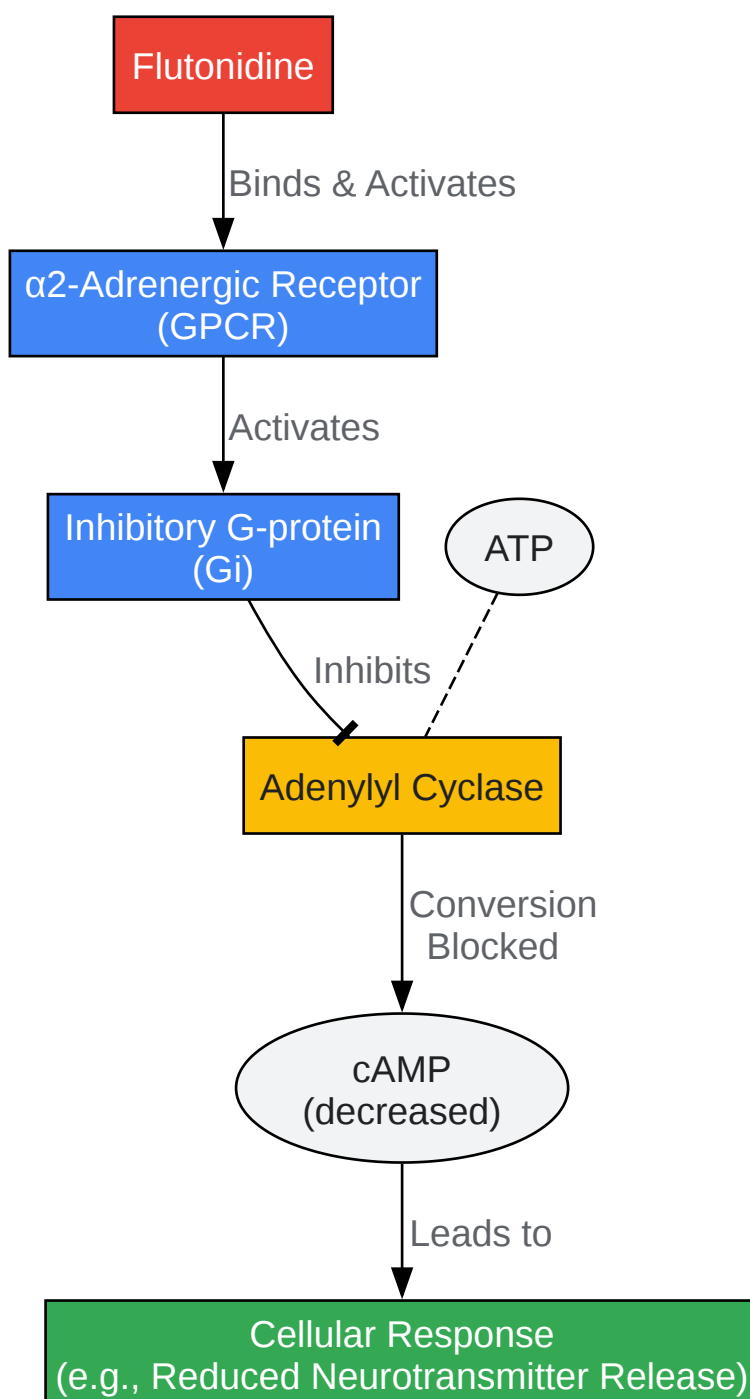 Flutonidine
Binds & Activates
α2-Adrenergic Receptor
(GPCR)
Activates
Inhibitory G-protein
(Gi)
ATP
Inhibits
Adenylyl Cyclase
Conversion
Blocked
cAMP
(decreased)
Leads to
Cellular Response
(e.g., Reduced Neurotransmitter Release)